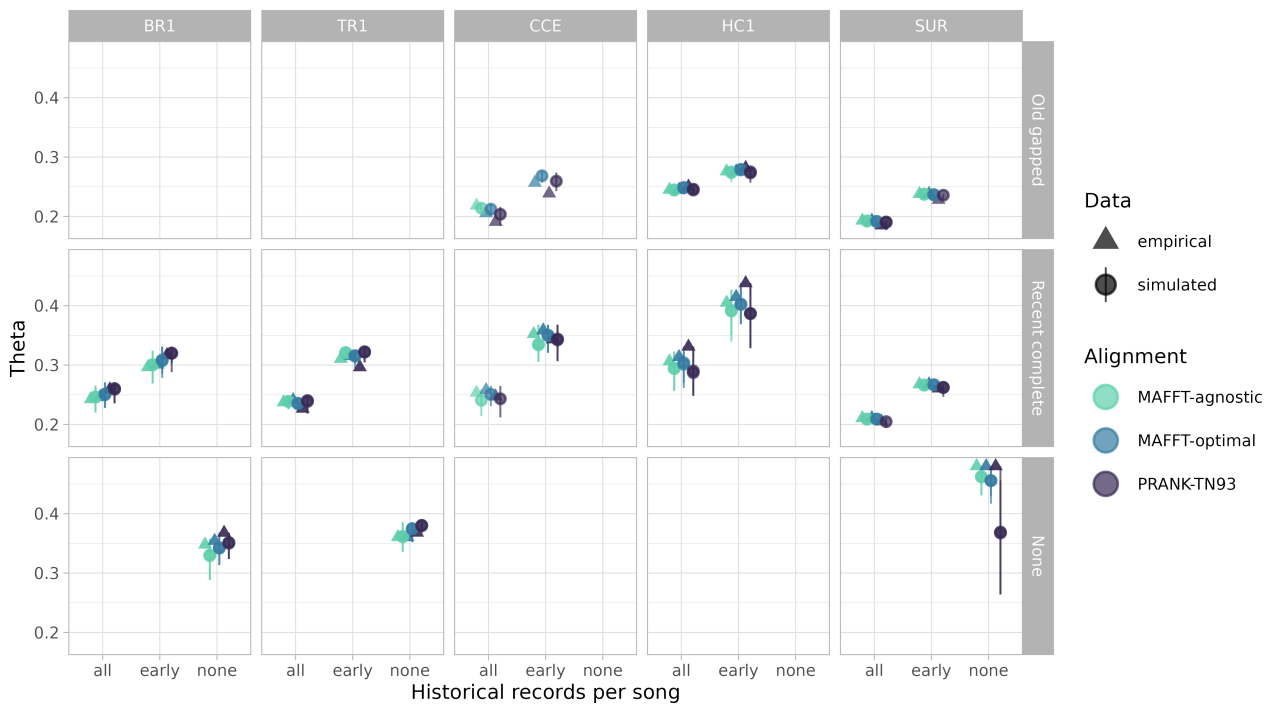 BR1 TR1 CCE HC1 SUR
0.4
0.3
0.2
Old gapped
0.4
0.3
0.2
Recent complete
0.4
0.3
0.2
None
Theta
all early none all early none all early none all early none all early none
Historical records per song
Data
empirical
simulated
Alignment
MAFFT-agnostic
MAFFT-optimal
PRANK-TN93